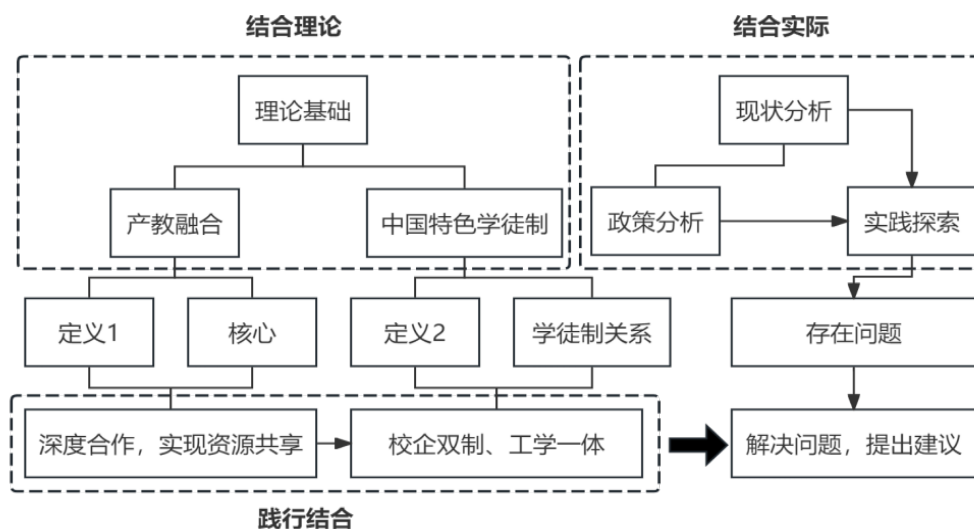 结合理论
结合实际
理论基础
现状分析
产教融合
中国特色学徒制
政策分析
实践探索
定义1
核心
定义2
学徒制关系
存在问题
深度合作，实现资源共享
校企双制、工学一体
解决问题，提出建议
践行结合